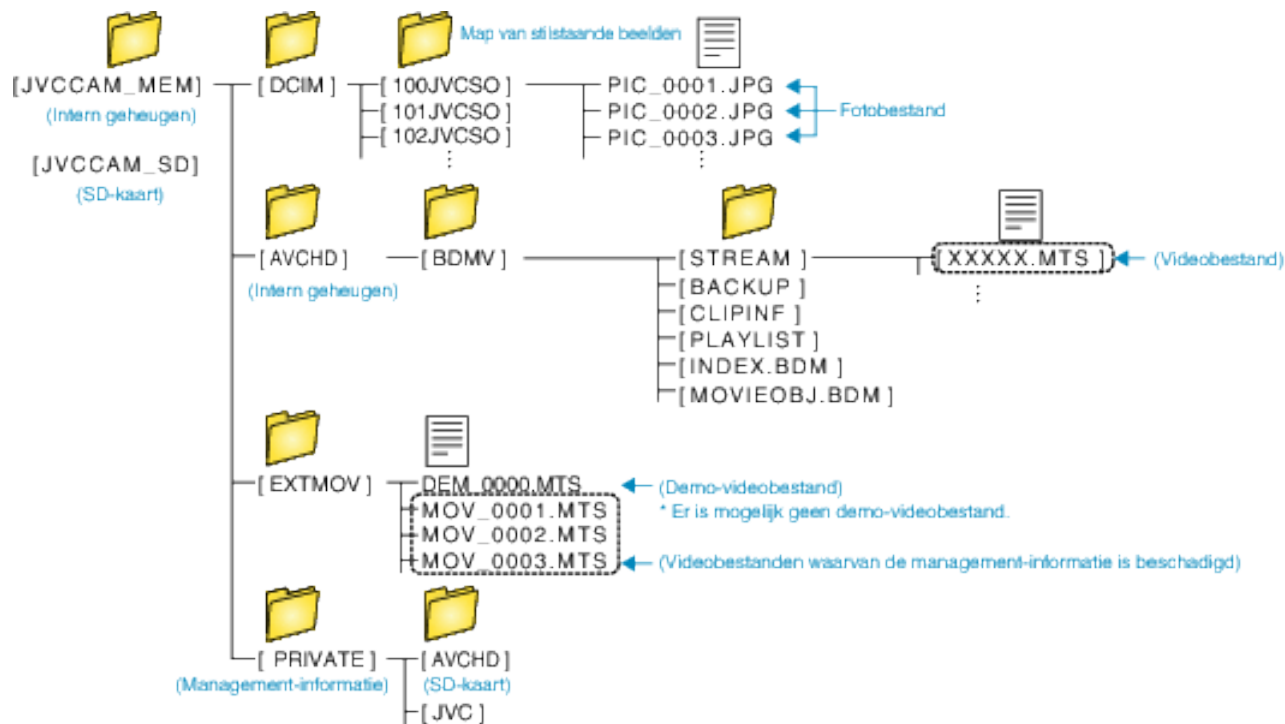 Map van stilstaande beelden
[JVCCAM_MEM]
[DCIM ]
[ 100JVCSO ]
PIC_0001.JPG
(Intern geheugen)
[ 101JVCSO ]
PIC_0002.JPG
Fotobestand
[ 102JVCSO ]
PIC_0003.JPG
[JVCCAM_SD]
(SD-kaart)
[AVCHD ]
[BDMV ]
[STREAM ]
[ XXXXX.MTS ]
(Videobestand)
(Intern geheugen)
[BACKUP ]
[CLIPINF ]
[PLAYLIST ]
[INDEX.BDM ]
[MOVIEOBJ.BDM ]
[ EXTMOV ]
DEM_0000.MTS
(Demo-videobestand)
MOV_0001.MTS
* Er is mogelijk geen demo-videobestand.
MOV_0002.MTS
MOV_0003.MTS
(Videobestanden waarvan de management-informatie is beschadigd)
[ PRIVATE ]
[AVCHD ]
(Management-informatie)
(SD-kaart)
[ JVC ]